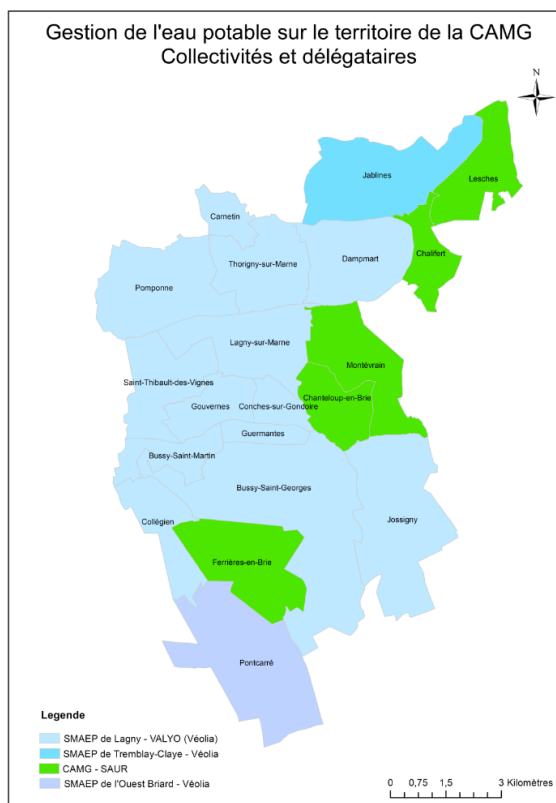 Gestion de l'eau potable sur le territoire de la CAMG
Collectivités et délégataires
N
Jablines
Lesches
Carnetin
Chalifert
Thorigny-sur-Marne
Dampmart
Pomponne
Lagny-sur-Marne
Montévrain
Saint-Thibault-des-Vignes
Chanteloup-en-Brie
Gouvernes
Conches-sur-Gondoire
Guermantes
Bussy-Saint-Martin
Bussy-Saint-Georges
Collégien
Jossigny
Ferrières-en-Brie
Pontcarré
Legende
SMAEP de Lagny - VALYO (Véolia)
SMAEP de Tremblay-Claye - Véolia
CAMG - SAUR
SMAEP de l'Ouest Briard - Véolia
0 0,75 1,5 3 Kilomètres